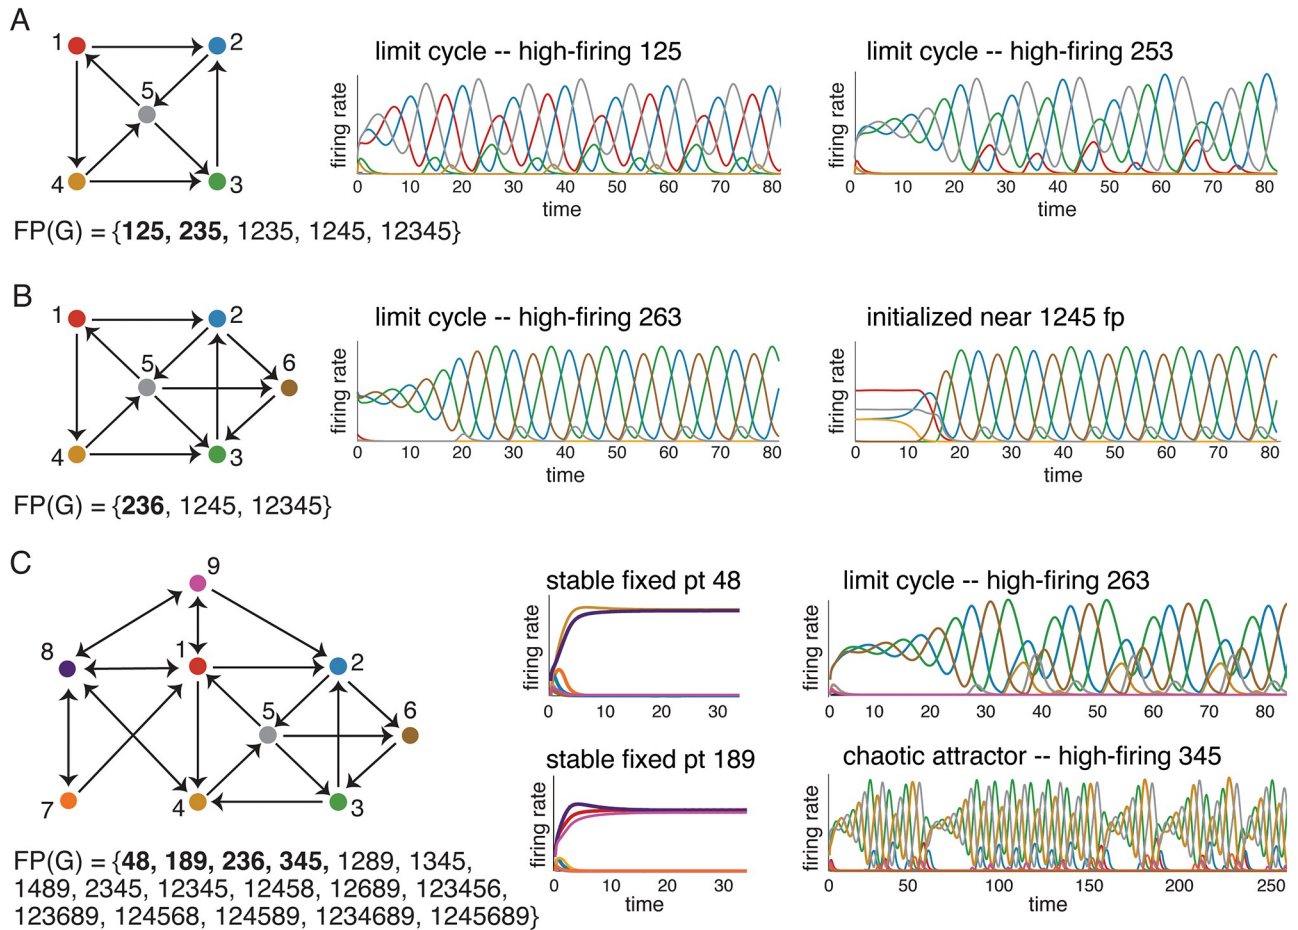 A
1
2
5
4
3
FP(G) = {125, 235, 1235, 1245, 12345}
limit cycle -- high-firing 125
firing rate
0 10 20 30 40 50 60 70 80
time
limit cycle -- high-firing 253
firing rate
0 10 20 30 40 50 60 70 80
time
B
1
2
5
6
4
3
FP(G) = {236, 1245, 12345}
limit cycle -- high-firing 263
firing rate
0 10 20 30 40 50 60 70 80
time
initialized near 1245 fp
firing rate
0 10 20 30 40 50 60 70 80
time
C
9
8
1
2
5
6
7
4
3
FP(G) = {48, 189, 236, 345, 1289, 1345,
1489, 2345, 12345, 12458, 12689, 123456,
123689, 124568, 124589, 1234689, 1245689}
stable fixed pt 48
firing rate
0 10 20 30
limit cycle -- high-firing 263
firing rate
0 10 20 30 40 50 60 70 80
stable fixed pt 189
firing rate
0 10 20 30
time
chaotic attractor -- high-firing 345
firing rate
0 50 100 150 200 250
time